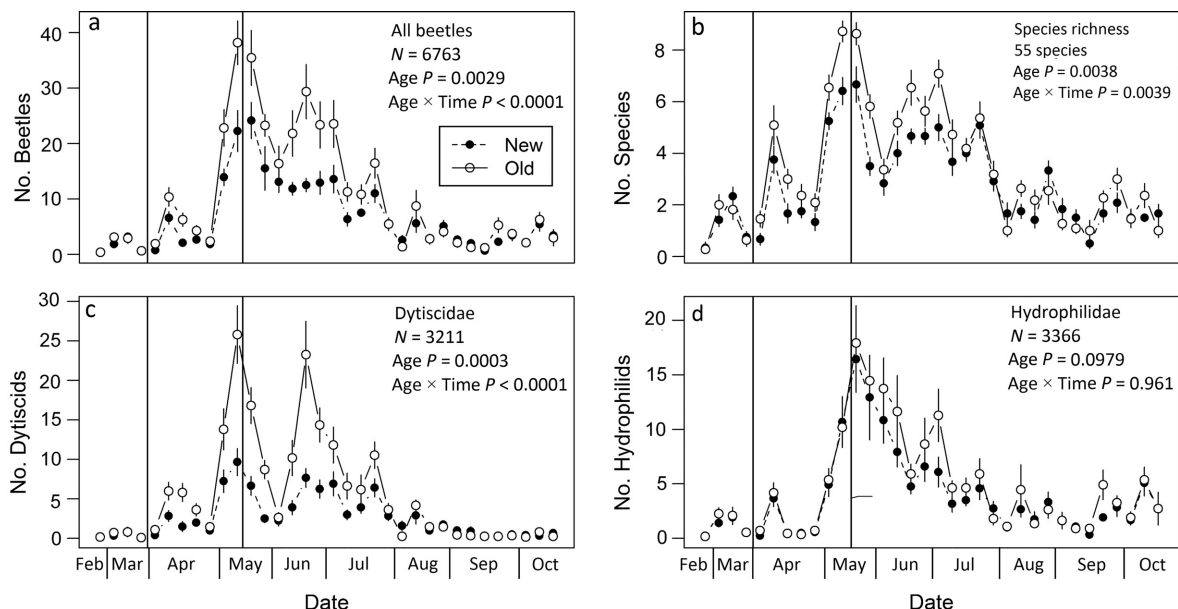 a
All beetles
N = 6763
Age P = 0.0029
Age × Time P < 0.0001
New
Old
No. Beetles
40
30
20
10
0
b
Species richness
55 species
Age P = 0.0038
Age × Time P = 0.0039
No. Species
8
6
4
2
0
c
Dytiscidae
N = 3211
Age P = 0.0003
Age × Time P < 0.0001
No. Dytiscids
30
25
20
15
10
5
0
Feb Mar Apr May Jun Jul Aug Sep Oct
Date
d
Hydrophilidae
N = 3366
Age P = 0.0979
Age × Time P = 0.961
No. Hydrophilids
20
15
10
5
0
Feb Mar Apr May Jun Jul Aug Sep Oct
Date